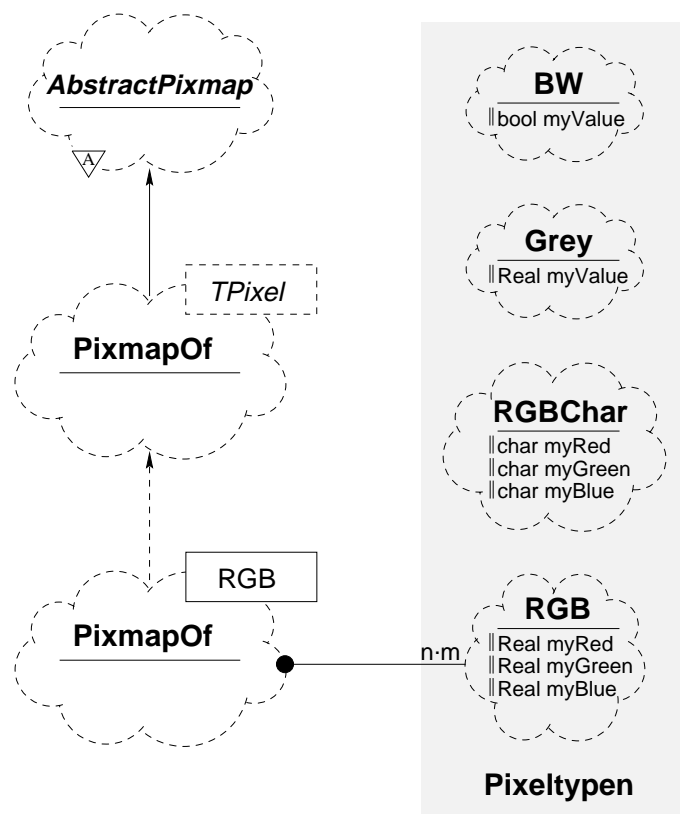 AbstractPixmap
A
TPixel
PixmapOf
RGB
PixmapOf
n·m
BW
bool myValue
Grey
Real myValue
RGBChar
char myRed
char myGreen
char myBlue
RGB
Real myRed
Real myGreen
Real myBlue
Pixeltypen